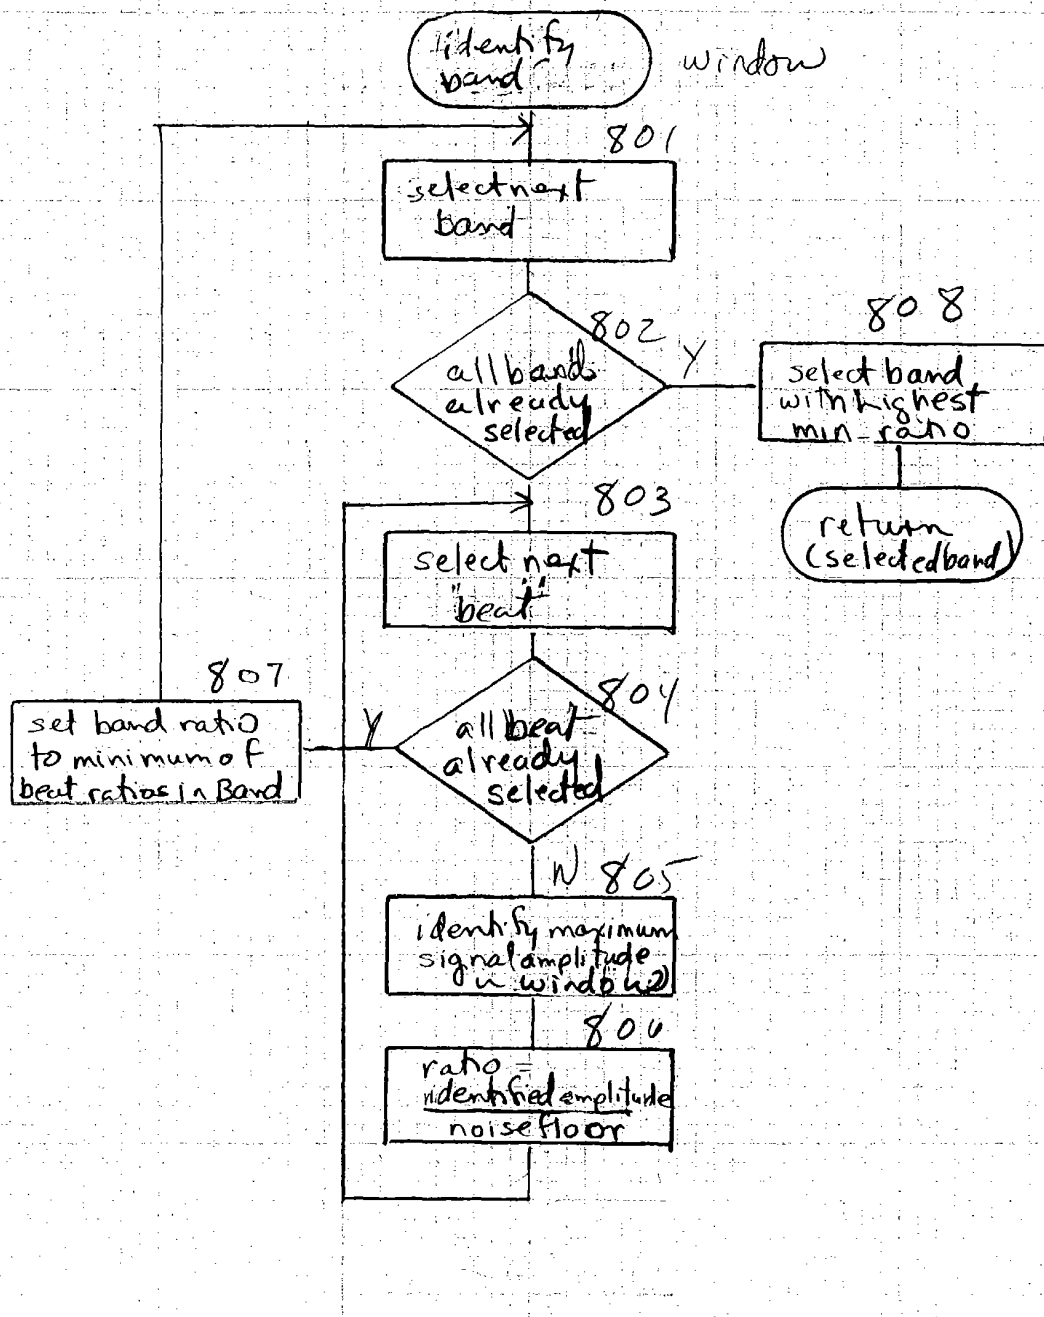 identify
band
window
801
select next
band
802
all bands
already
selected
Y
808
select band
with highest
min ratio
return
(selected band)
803
select next
"beat"
804
all beat
already
selected
Y
807
set band ratio
to minimum of
beat ratios in Band
N
805
identify maximum
signal amplitude
806
ratio =
identified amplitude
noise floor